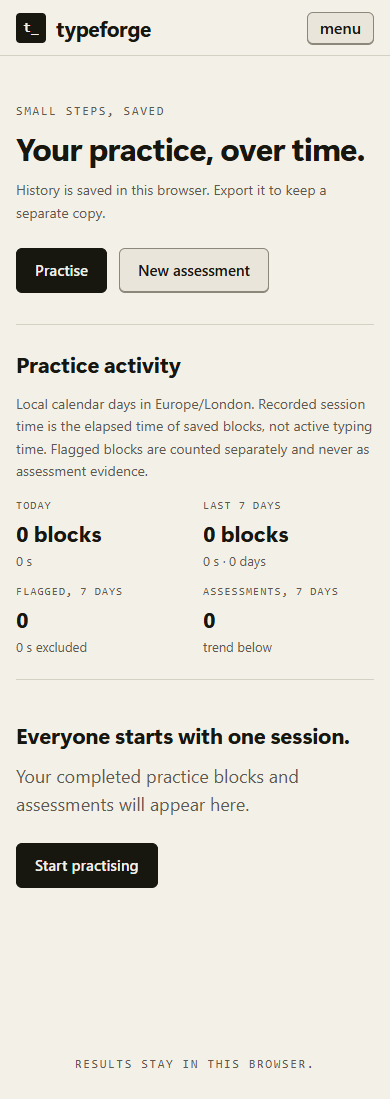 t_ typeforge menu
SMALL STEPS, SAVED
Your practice, over time.
History is saved in this browser. Export it to keep a
separate copy.
Practise New assessment
Practice activity
Local calendar days in Europe/London. Recorded session
time is the elapsed time of saved blocks, not active typing
time. Flagged blocks are counted separately and never as
assessment evidence.
TODAY LAST 7 DAYS
0 blocks 0 blocks
0 s 0 s · 0 days
FLAGGED, 7 DAYS ASSESSMENTS, 7 DAYS
0 0
0 s excluded trend below
Everyone starts with one session.
Your completed practice blocks and
assessments will appear here.
Start practising
RESULTS STAY IN THIS BROWSER.